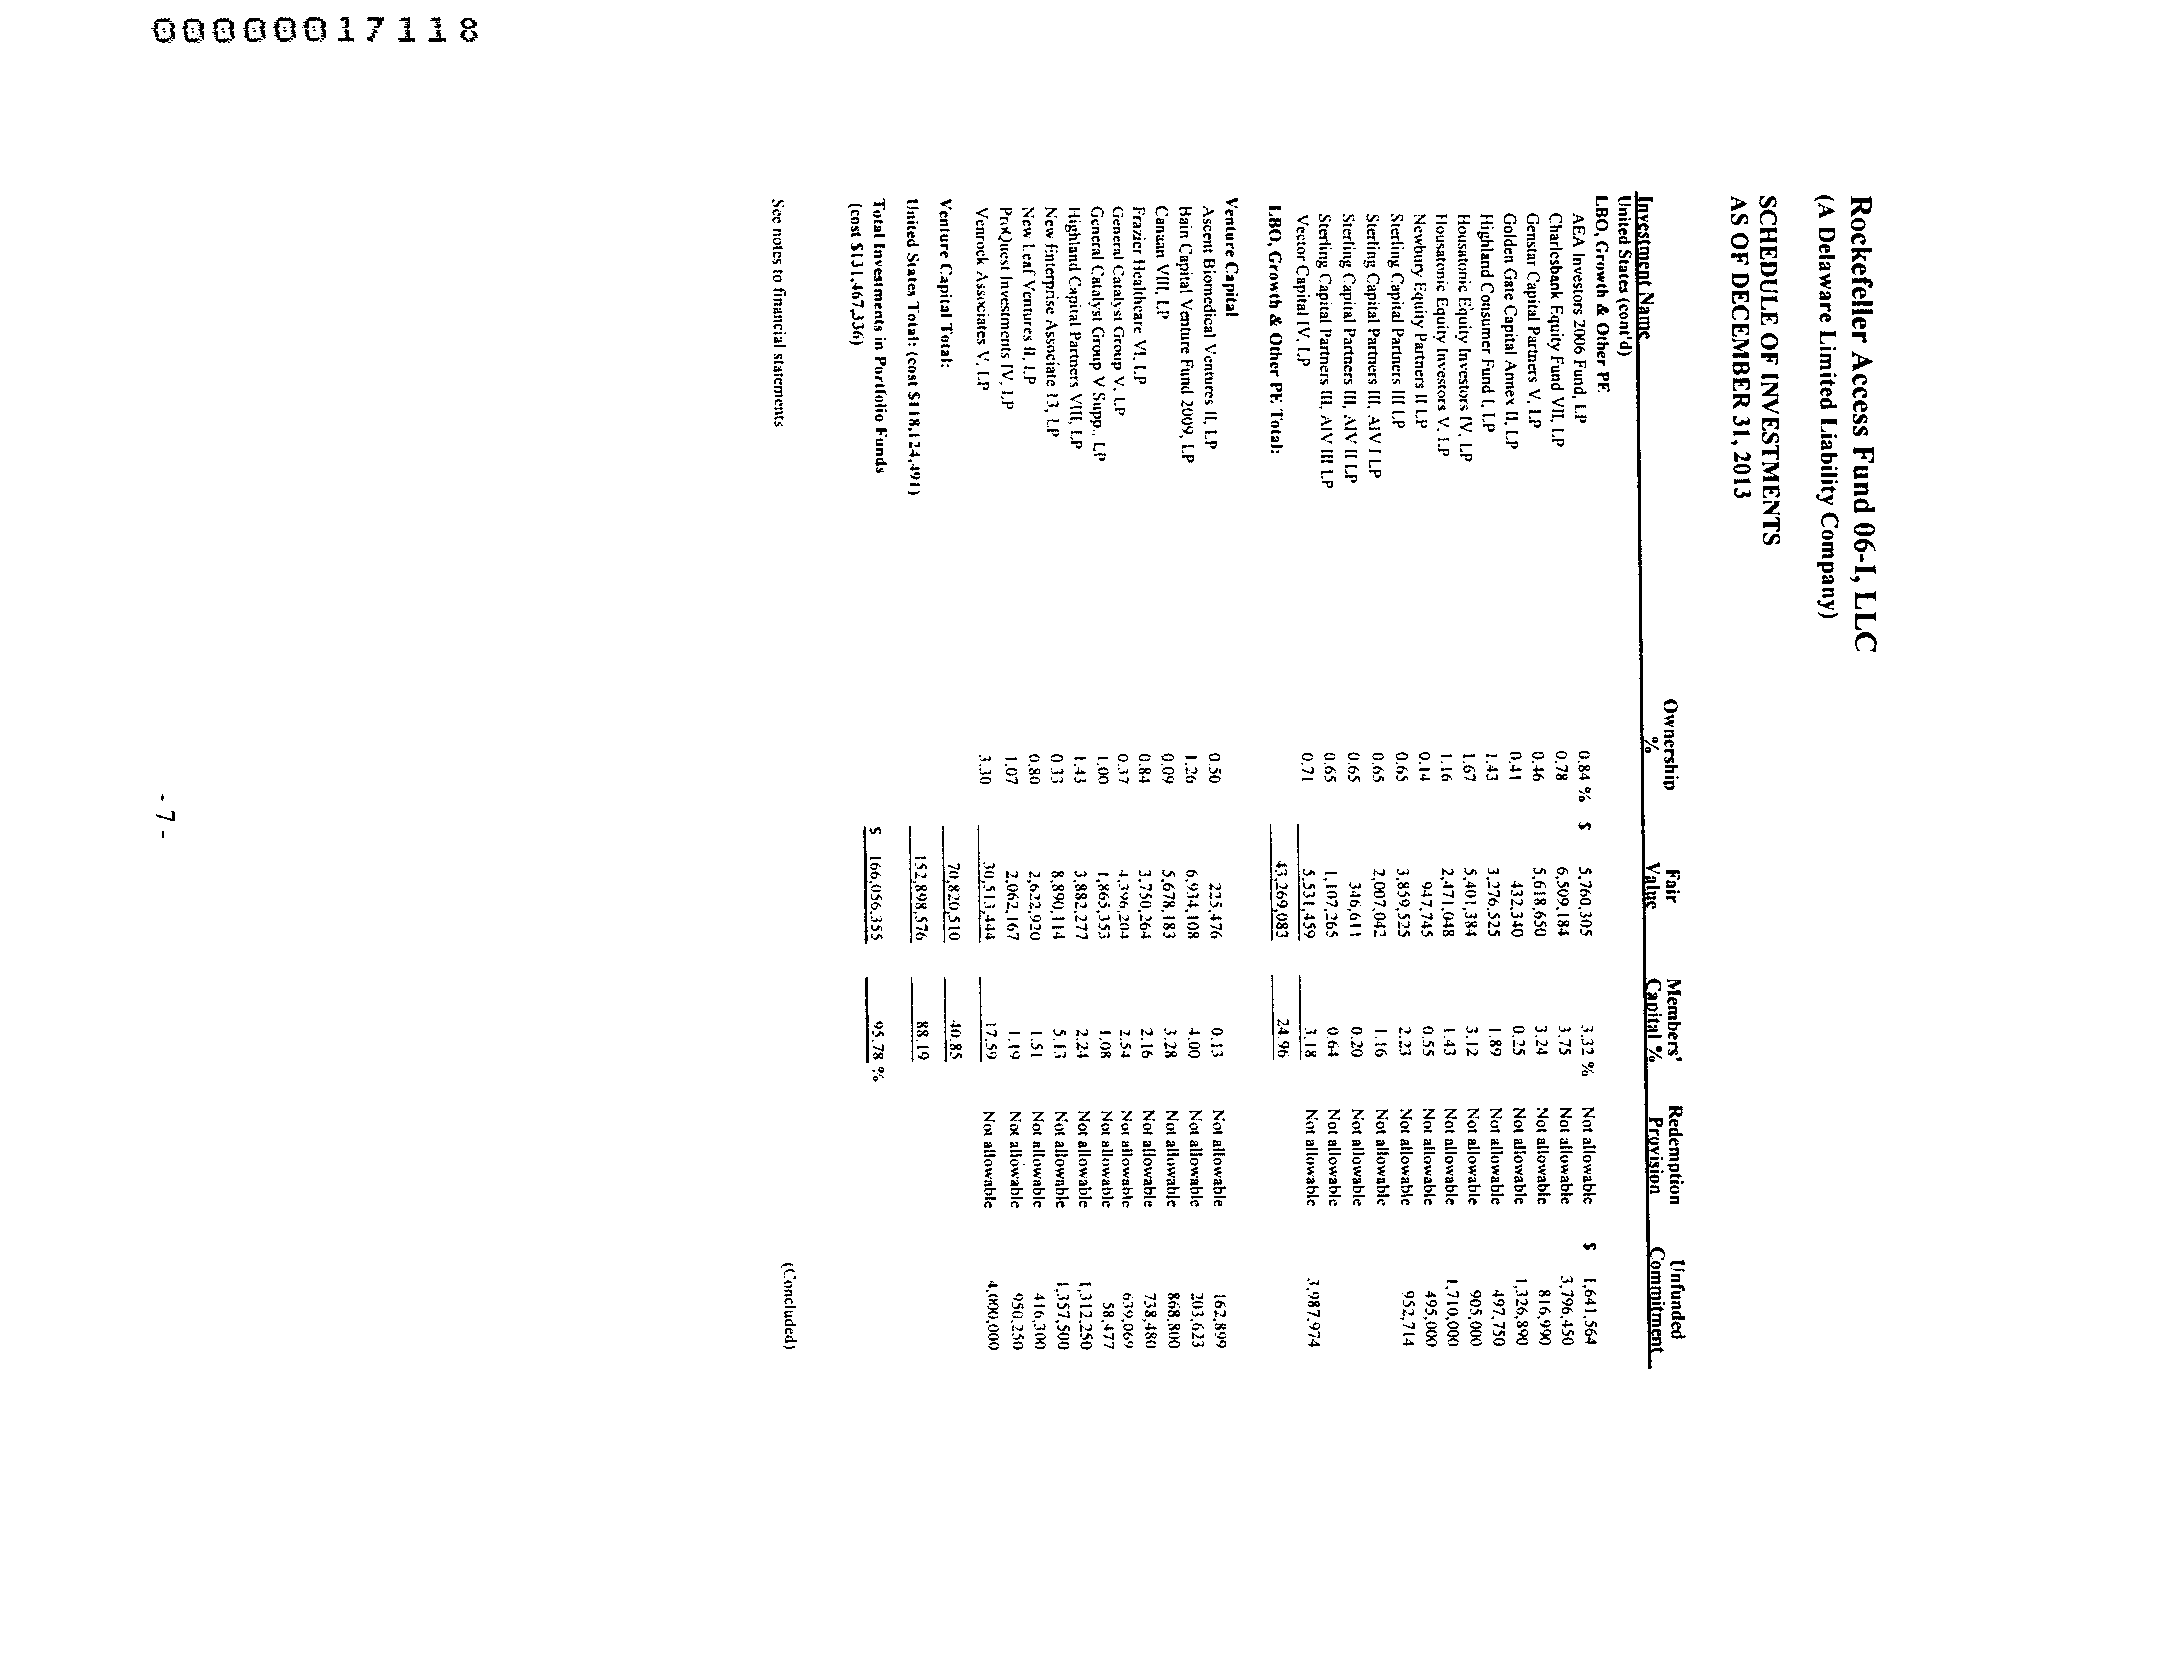 00000017118
Rockefeller Access Fund 06-I, LLC
(A Delaware Limited Liability Company)
SCHEDULE OF INVESTMENTS
AS OF DECEMBER 31, 2013
Investment Name Ownership % Fair Value Members' Capital % Redemption Provision Unfunded Commitment
United States (cont'd)
LBO, Growth & Other PE
AEA Investors 2006 Fund, LP 0.84 % $ 5,760,305 3.32 % Not allowable $ 1,641,564
Charlesbank Equity Fund VII, LP 0.78 6,509,184 3.75 Not allowable 3,796,450
Genstar Capital Partners V, LP 0.46 5,618,650 3.24 Not allowable 816,990
Golden Gate Capital Annex II, LP 0.41 432,340 0.25 Not allowable 1,326,890
Highland Consumer Fund I, LP 1.43 3,276,525 1.89 Not allowable 497,750
Housatonic Equity Investors IV, LP 1.67 5,401,384 3.12 Not allowable 905,000
Housatonic Equity Investors V, LP 1.16 2,471,048 1.43 Not allowable 1,710,000
Newbury Equity Partners II LP 0.14 947,745 0.55 Not allowable 495,000
Sterling Capital Partners III LP 0.65 3,859,525 2.23 Not allowable 952,714
Sterling Capital Partners III, AIV I LP 0.65 2,007,042 1.16 Not allowable
Sterling Capital Partners III, AIV II LP 0.65 346,611 0.20 Not allowable
Sterling Capital Partners III, AIV III LP 0.65 1,107,265 0.64 Not allowable
Vector Capital IV, LP 0.71 5,531,459 3.18 Not allowable 3,987,974
LBO, Growth & Other PE Total: 43,269,083 24.96
Venture Capital
Ascent Biomedical Ventures II, LP 0.50 225,476 0.13 Not allowable 162,899
Bain Capital Venture Fund 2009, LP 1.26 6,934,108 4.00 Not allowable 203,623
Canaan VIII, LP 0.09 5,678,183 3.28 Not allowable 868,800
Frazier Healthcare VI, LP 0.84 3,750,264 2.16 Not allowable 738,480
General Catalyst Group V, LP 0.37 4,396,204 2.54 Not allowable 639,069
General Catalyst Group V Supp., LP 1.00 1,865,353 1.08 Not allowable 58,477
Highland Capital Partners VIII, LP 1.43 3,882,277 2.24 Not allowable 1,312,250
New Enterprise Associate 13, LP 0.33 8,890,114 5.13 Not allowable 1,357,500
New Leaf Ventures II, LP 0.80 2,622,920 1.51 Not allowable 416,300
ProQuest Investments IV, LP 1.07 2,062,167 1.19 Not allowable 950,250
Venrock Associates V, LP 3.30 30,513,444 17.59 Not allowable 4,000,000
Venture Capital Total: 70,820,510 40.85
United States Total: (cost $118,124,491) 152,898,576 88.19
Total Investments in Portfolio Funds
(cost $131,467,336) $ 166,056,355 95.78 %
See notes to financial statements (Concluded)
- 7 -